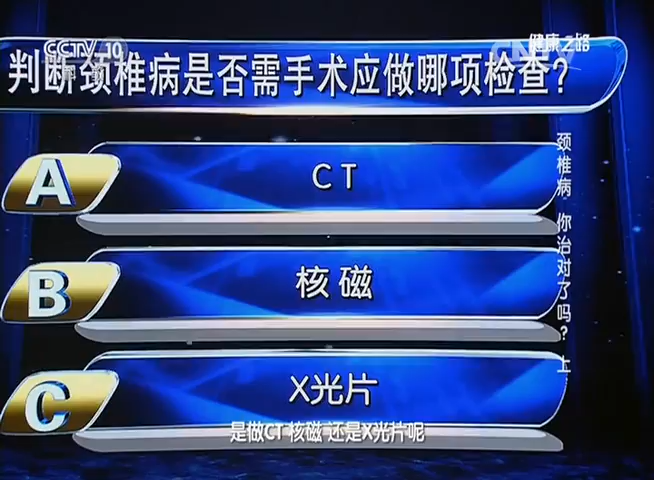 CCTV 10
健康之路
判断颈椎病是否需手术应做哪项检查？
A CT
B 核磁
C X光片
颈椎病 你治对了吗？ 上
是做CT 核磁 还是X光片呢